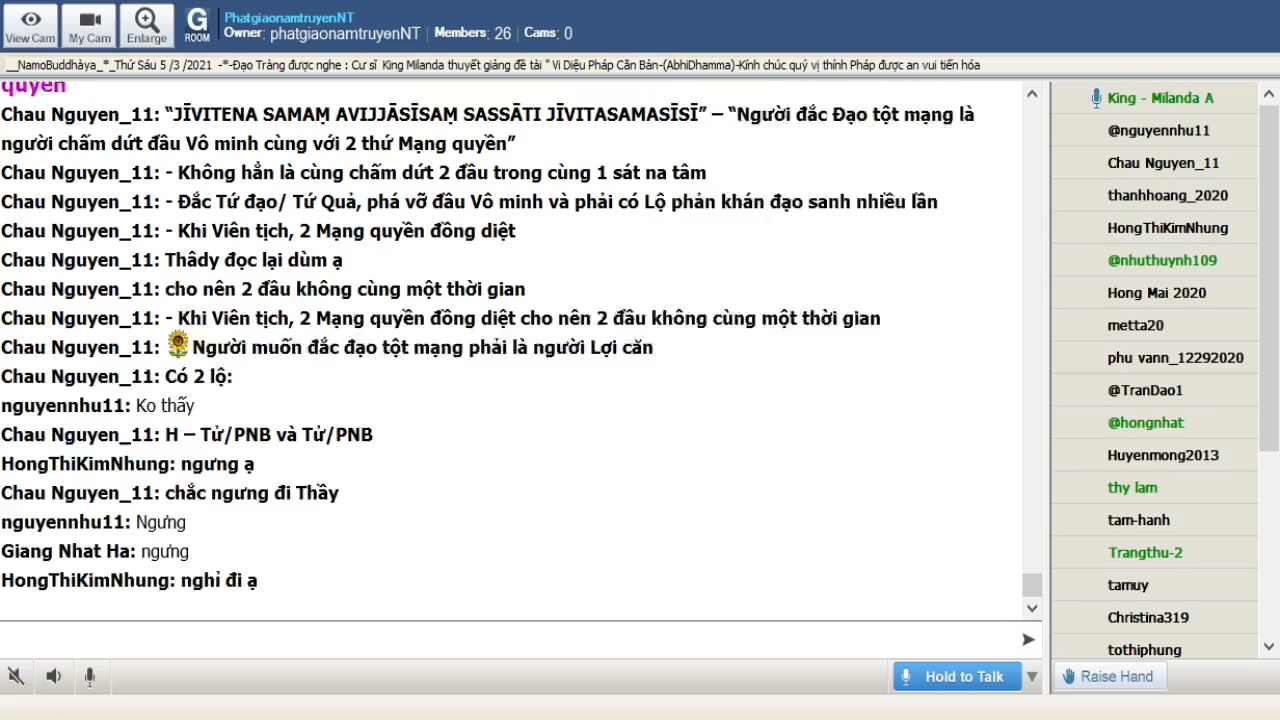 View Cam
My Cam
Enlarge
G
ROOM
PhatgiaonamtruyenNT
Owner: phatgiaonamtruyenNT | Members: 26 | Cams: 0
__NamoBuddhàya_*_Thứ Sáu 5 /3 /2021 -*-Đạo Tràng được nghe : Cư sĩ King Milanda thuyết giảng đề tài " Vi Diệu Pháp Căn Bản-(AbhiDhamma)-Kính chúc quý vị thính Pháp được an vui tiến hóa
quyền
Chau Nguyen_11: “JĪVITENA SAMAṂ AVIJJĀSĪSAṂ SASSĀTI JĪVITASAMASĪSĪ” – “Người đắc Đạo tột mạng là
người chấm dứt đầu Vô minh cùng với 2 thứ Mạng quyền”
Chau Nguyen_11: - Không hẳn là cùng chấm dứt 2 đầu trong cùng 1 sát na tâm
Chau Nguyen_11: - Đắc Tứ đạo/ Tứ Quả, phá vỡ đầu Vô minh và phải có Lộ phản khán đạo sanh nhiều lần
Chau Nguyen_11: - Khi Viên tịch, 2 Mạng quyền đồng diệt
Chau Nguyen_11: Thâdy đọc lại dùm ạ
Chau Nguyen_11: cho nên 2 đầu không cùng một thời gian
Chau Nguyen_11: - Khi Viên tịch, 2 Mạng quyền đồng diệt cho nên 2 đầu không cùng một thời gian
Chau Nguyen_11: Người muốn đắc đạo tột mạng phải là người Lợi căn
Chau Nguyen_11: Có 2 lộ:
nguyennhu11: Ko thấy
Chau Nguyen_11: H – Tử/PNB và Tử/PNB
HongThiKimNhung: ngưng ạ
Chau Nguyen_11: chắc ngưng đi Thầy
nguyennhu11: Ngưng
Giang Nhat Ha: ngưng
HongThiKimNhung: nghỉ đi ạ
Hold to Talk
King - Milanda A
@nguyennhu11
Chau Nguyen_11
thanhhoang_2020
HongThiKimNhung
@nhuthuynh109
Hong Mai 2020
metta20
phu vann_12292020
@TranDao1
@hongnhat
Huyenmong2013
thy lam
tam-hanh
Trangthu-2
tamuy
Christina319
tothiphung
Raise Hand